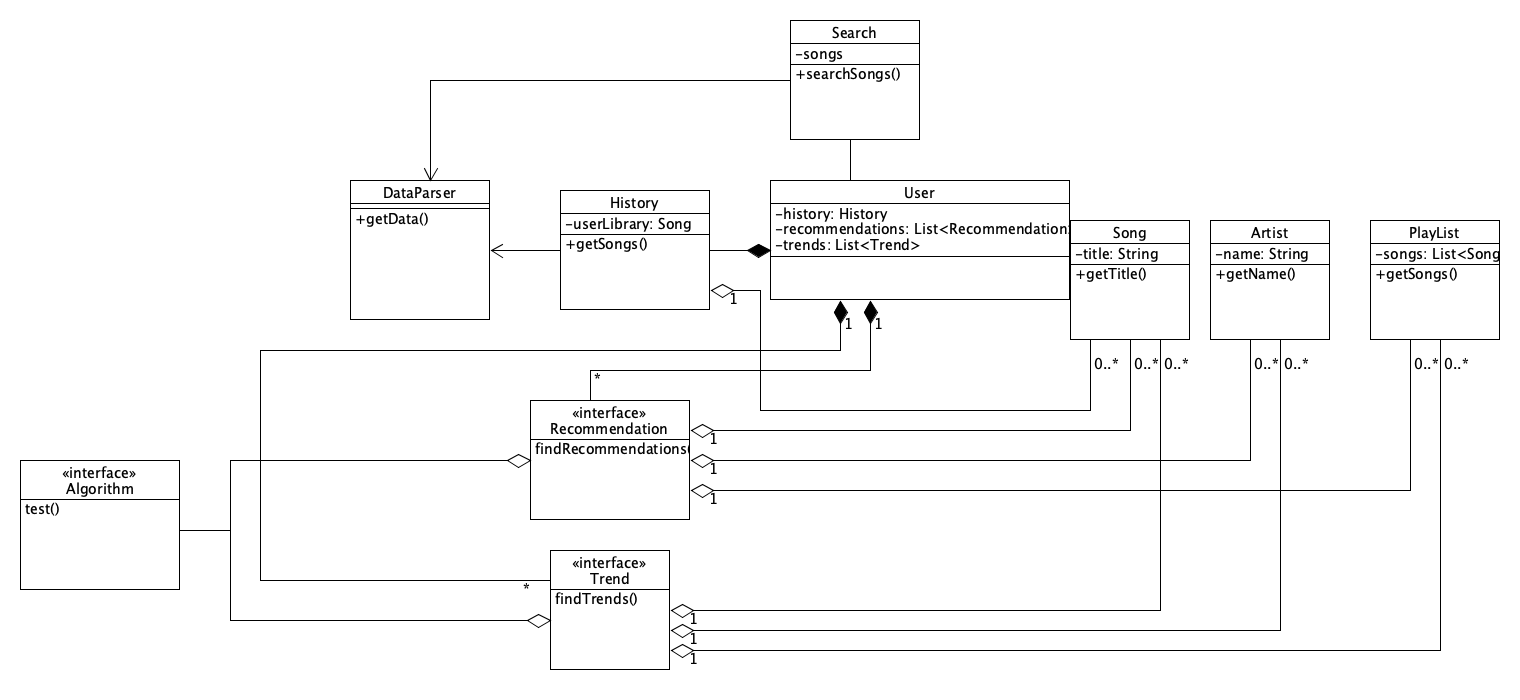 Search
-songs
+searchSongs()
DataParser
+getData()
History
-userLibrary: Song
+getSongs()
User
-history: History
-recommendations: List<Recommendation
-trends: List<Trend>
Song
-title: String
+getTitle()
Artist
-name: String
+getName()
PlayList
-songs: List<Song
+getSongs()
1
1
1
0..*
0..*
0..*
0..*
0..*
0..*
0..*
*
«interface»
Recommendation
findRecommendations(
1
1
1
«interface»
Algorithm
test()
*
«interface»
Trend
findTrends()
1
1
1